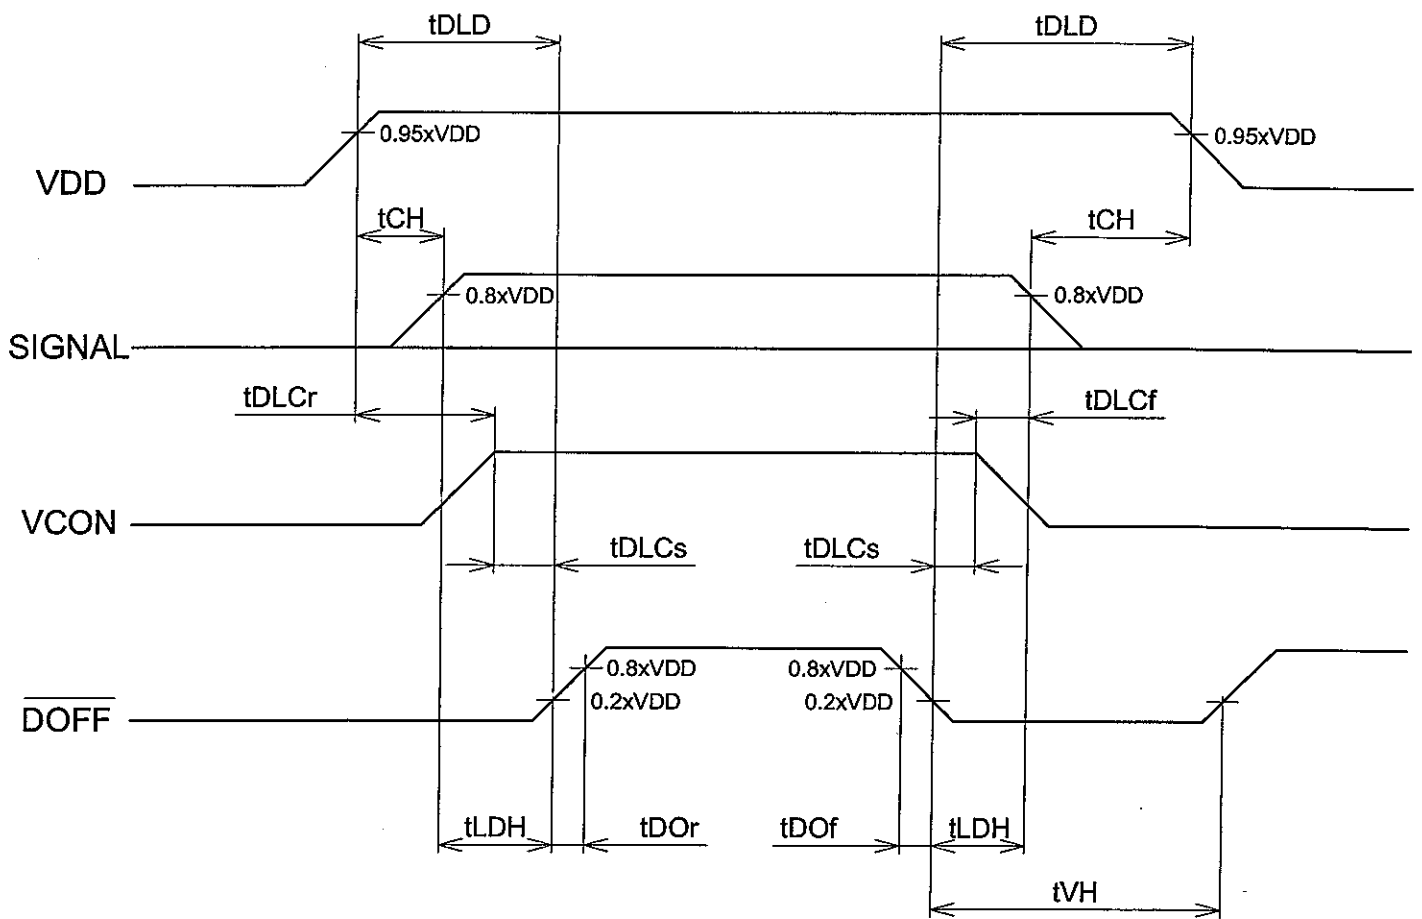 tDLD tDLD
0.95xVDD 0.95xVDD
VDD
tCH tCH
0.8xVDD 0.8xVDD
SIGNAL
tDLCr tDLCf
VCON
tDLCs tDLCs
0.8xVDD 0.8xVDD
0.2xVDD 0.2xVDD
DOFF
tLDH tDOr tDOf tLDH
tVH